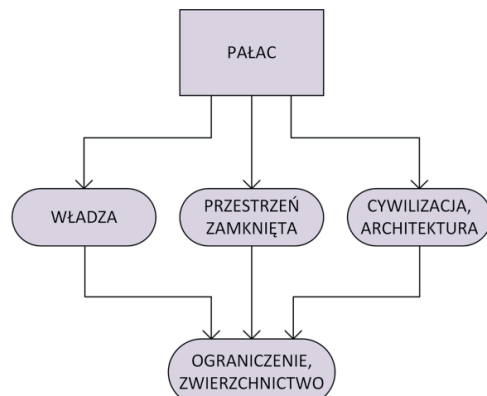 PAŁAC
WŁADZA
PRZESTRZEŃ
ZAMKNIĘTA
CYWILIZACJA,
ARCHITEKTURA
OGRANICZENIE,
ZWIERZCHNICTWO